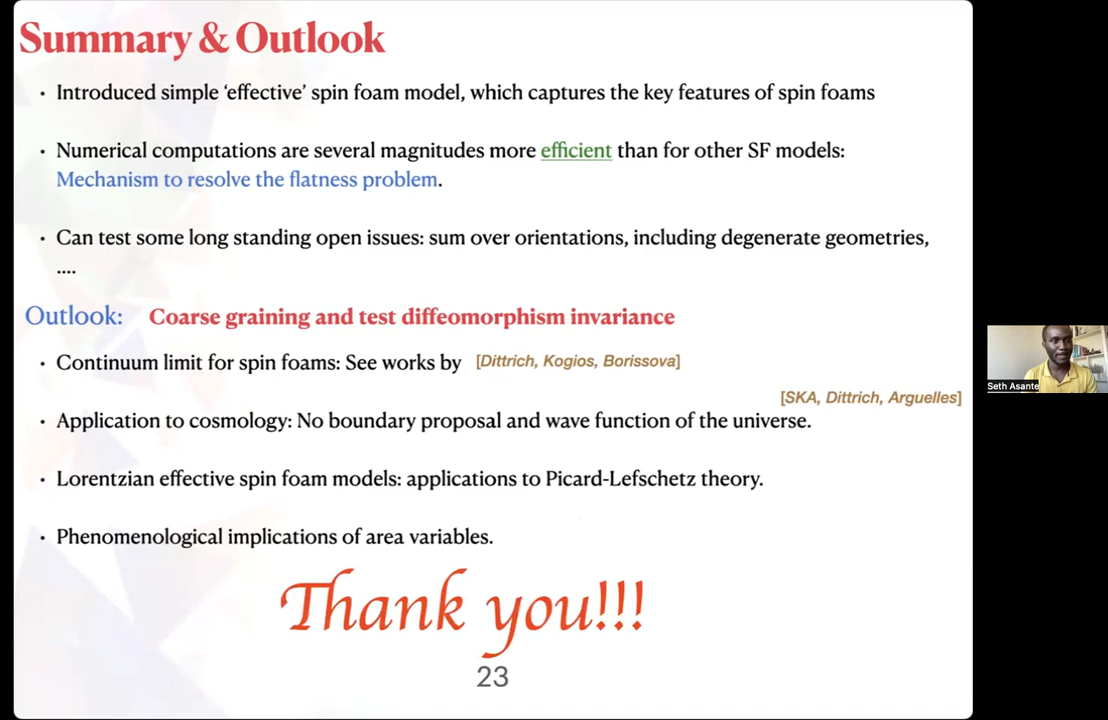 Summary & Outlook
• Introduced simple ‘effective’ spin foam model, which captures the key features of spin foams
• Numerical computations are several magnitudes more efficient than for other SF models:
Mechanism to resolve the flatness problem.
• Can test some long standing open issues: sum over orientations, including degenerate geometries,
....
Outlook: Coarse graining and test diffeomorphism invariance
• Continuum limit for spin foams: See works by [Dittrich, Kogios, Borissova]
[SKA, Dittrich, Arguelles]
• Application to cosmology: No boundary proposal and wave function of the universe.
• Lorentzian effective spin foam models: applications to Picard-Lefschetz theory.
• Phenomenological implications of area variables.
Thank you!!!
23
Seth Asante